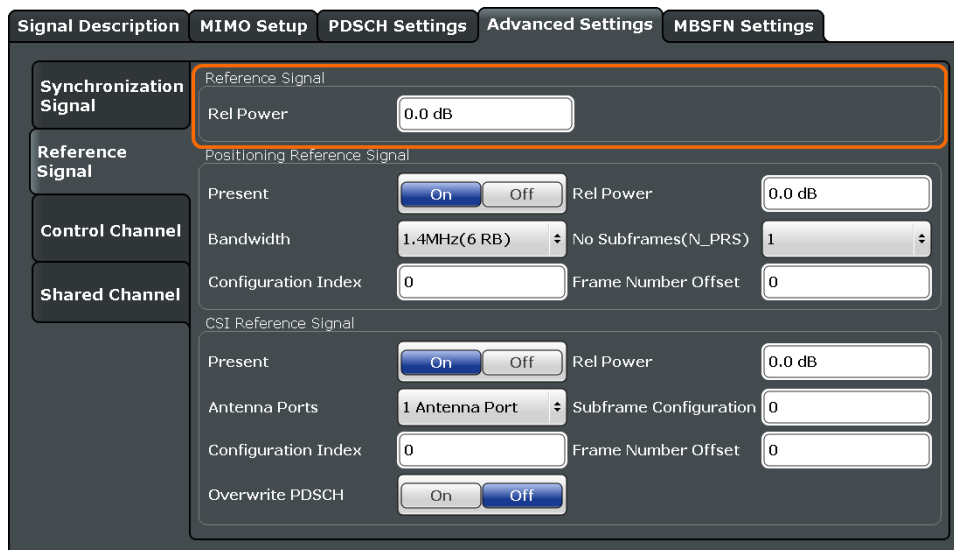 Signal Description MIMO Setup PDSCH Settings Advanced Settings MBSFN Settings
Synchronization
Signal
Reference
Signal
Control Channel
Shared Channel
Reference Signal
Rel Power 0.0 dB
Positioning Reference Signal
Present On Off Rel Power 0.0 dB
Bandwidth 1.4MHz(6 RB) No Subframes(N_PRS) 1
Configuration Index 0 Frame Number Offset 0
CSI Reference Signal
Present On Off Rel Power 0.0 dB
Antenna Ports 1 Antenna Port Subframe Configuration 0
Configuration Index 0 Frame Number Offset 0
Overwrite PDSCH On Off